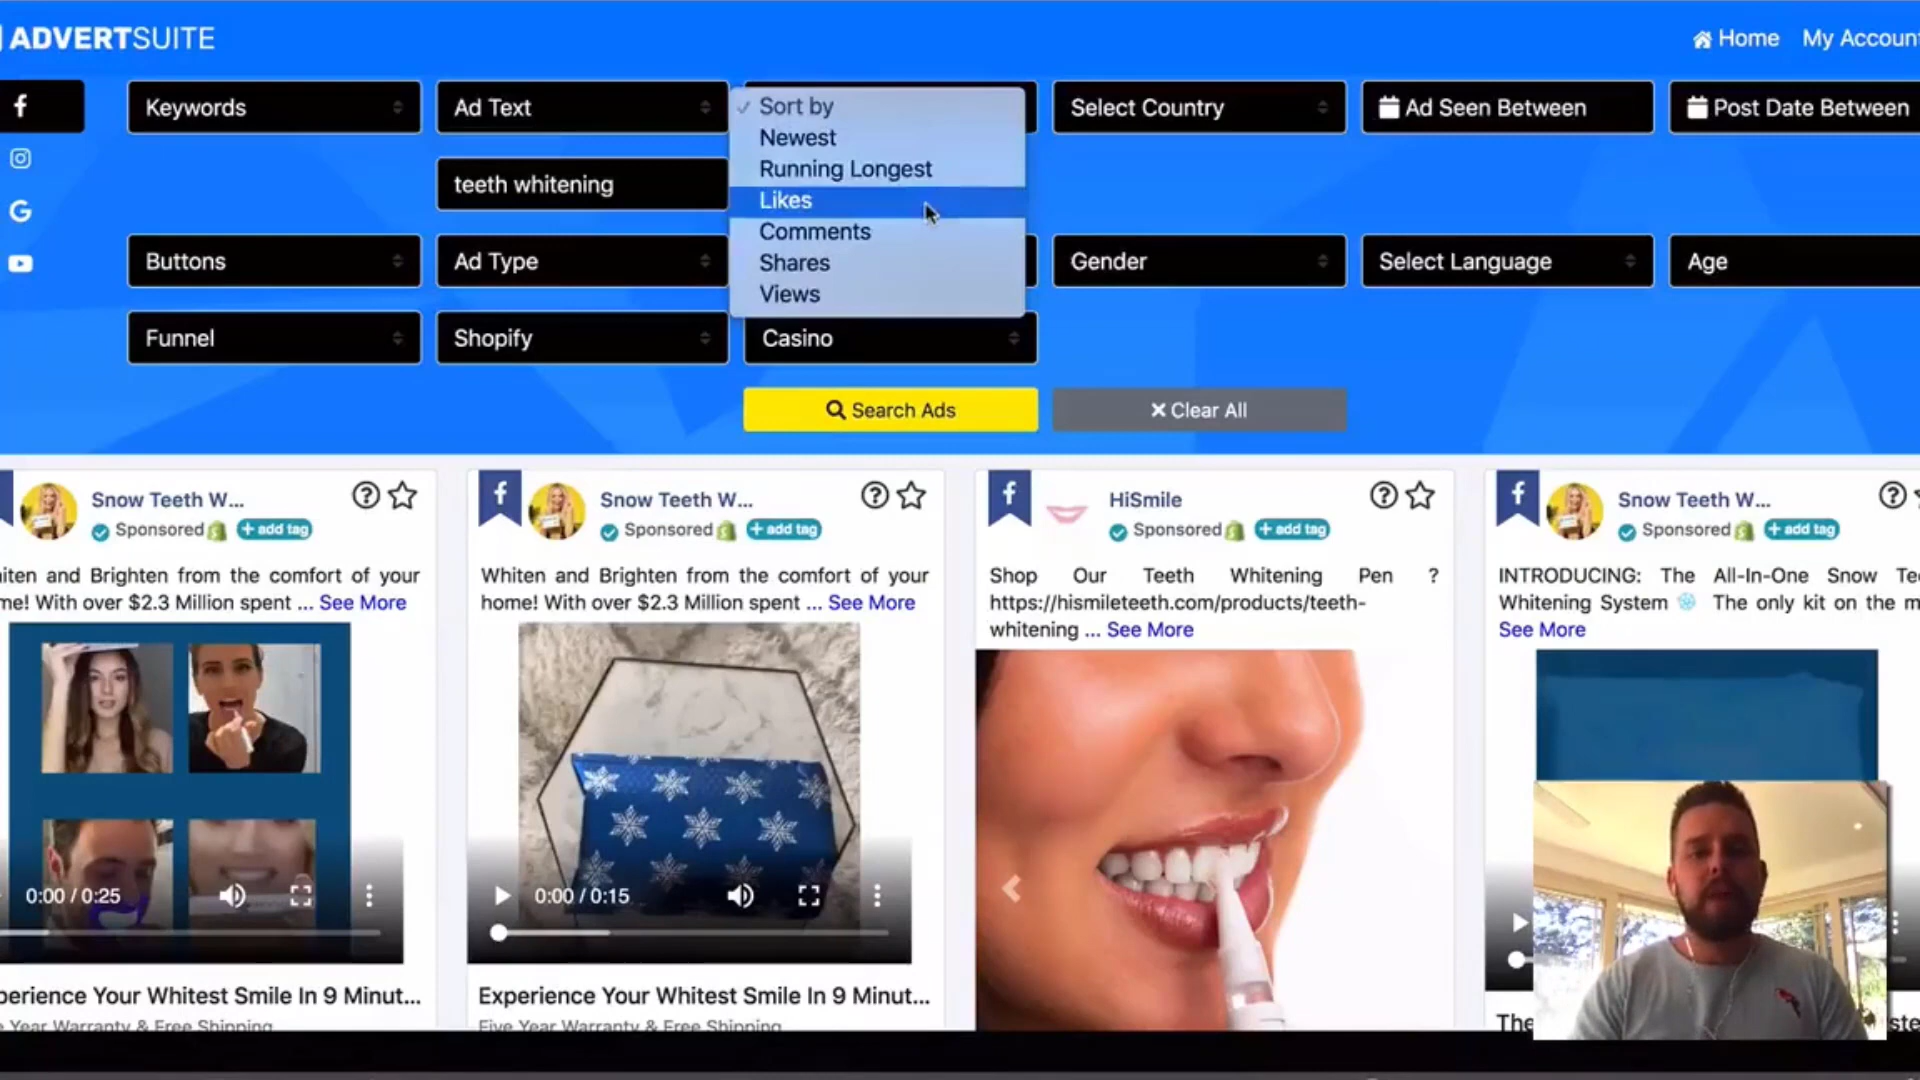 ADVERTSUITE
Home My Accoun
Keywords
Ad Text
Sort by
Newest
Running Longest
Likes
Comments
Shares
Views
Select Country
Ad Seen Between
Post Date Between
teeth whitening
Buttons
Ad Type
Gender
Select Language
Age
Funnel
Shopify
Casino
Search Ads
Clear All
Snow Teeth W...
Sponsored + add tag
iten and Brighten from the comfort of your
me! With over $2.3 Million spent ... See More
0:00 / 0:25
perience Your Whitest Smile In 9 Minut...
Year Warranty & Free Shipping
Snow Teeth W...
Sponsored + add tag
Whiten and Brighten from the comfort of your
home! With over $2.3 Million spent ... See More
0:00 / 0:15
Experience Your Whitest Smile In 9 Minut...
Five Year Warranty & Free Shipping
HiSmile
Sponsored + add tag
Shop Our Teeth Whitening Pen ?
https://hismileteeth.com/products/teeth-
whitening ... See More
Snow Teeth W...
Sponsored + add tag
INTRODUCING: The All-In-One Snow Tee
Whitening System ❄ The only kit on the m
See More
The